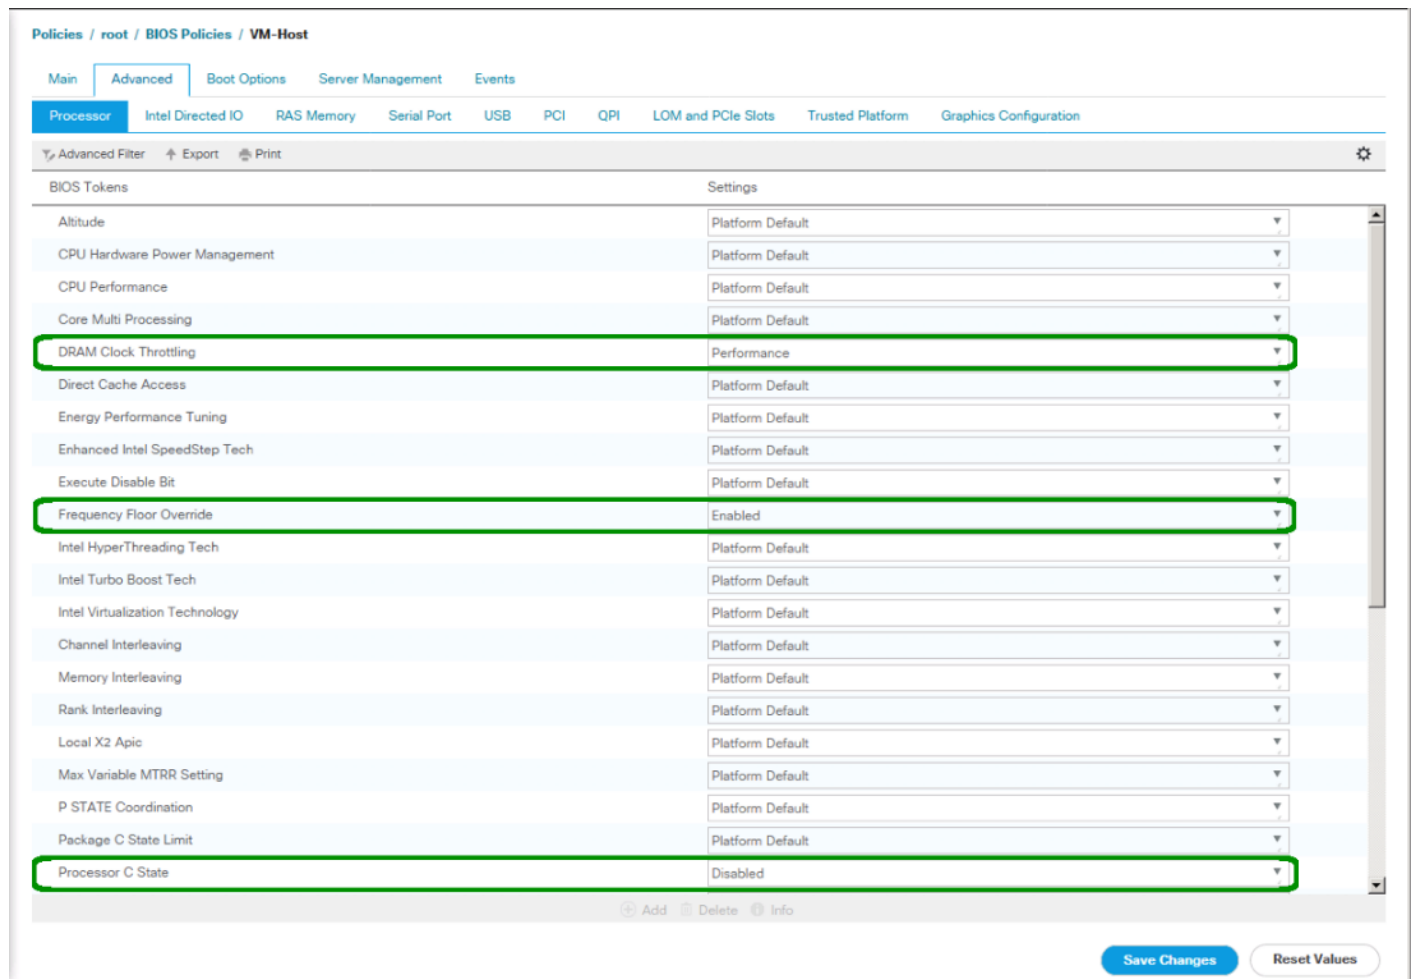 Policies / root / BIOS Policies / VM-Host
Main Advanced Boot Options Server Management Events
Processor Intel Directed IO RAS Memory Serial Port USB PCI QPI LOM and PCIe Slots Trusted Platform Graphics Configuration
Advanced Filter Export Print
BIOS Tokens Settings
Altitude Platform Default
CPU Hardware Power Management Platform Default
CPU Performance Platform Default
Core Multi Processing Platform Default
DRAM Clock Throttling Performance
Direct Cache Access Platform Default
Energy Performance Tuning Platform Default
Enhanced Intel SpeedStep Tech Platform Default
Execute Disable Bit Platform Default
Frequency Floor Override Enabled
Intel HyperThreading Tech Platform Default
Intel Turbo Boost Tech Platform Default
Intel Virtualization Technology Platform Default
Channel Interleaving Platform Default
Memory Interleaving Platform Default
Rank Interleaving Platform Default
Local X2 Apic Platform Default
Max Variable MTRR Setting Platform Default
P STATE Coordination Platform Default
Package C State Limit Platform Default
Processor C State Disabled
Add Delete Info
Save Changes Reset Values